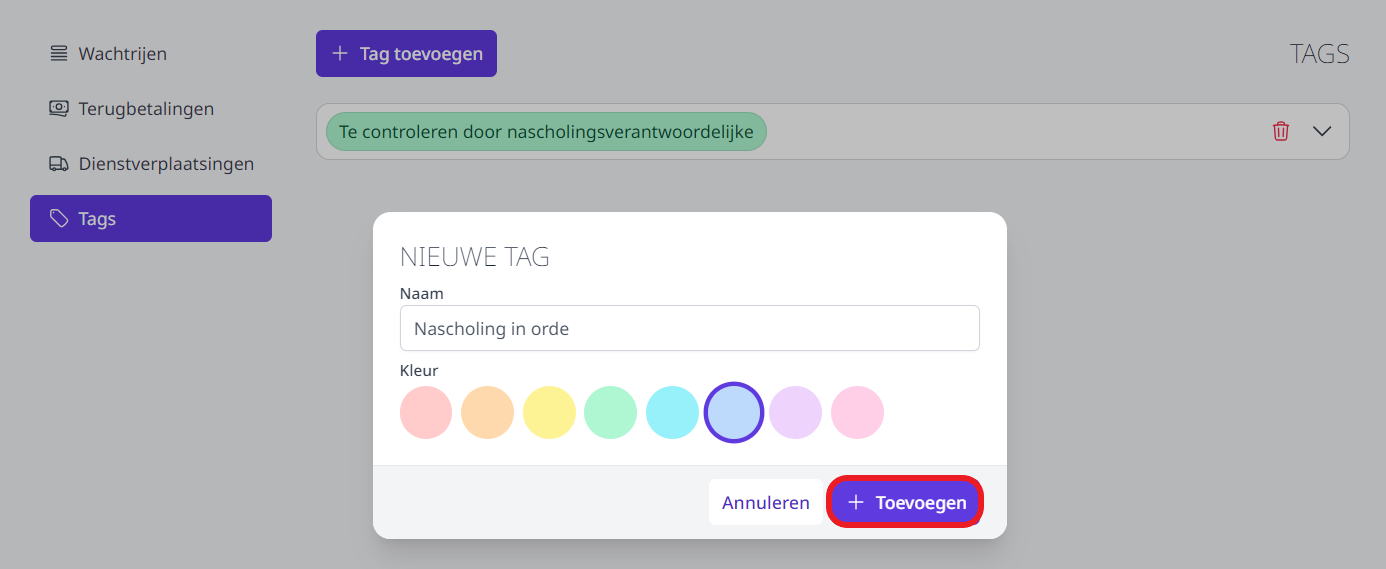 Wachtrijen
Terugbetalingen
Dienstverplaatsingen
Tags
Tag toevoegen
TAGS
Te controleren door nascholingsverantwoordelijke
NIEUWE TAG
Naam
Nascholing in orde
Kleur
Annuleren
Toevoegen